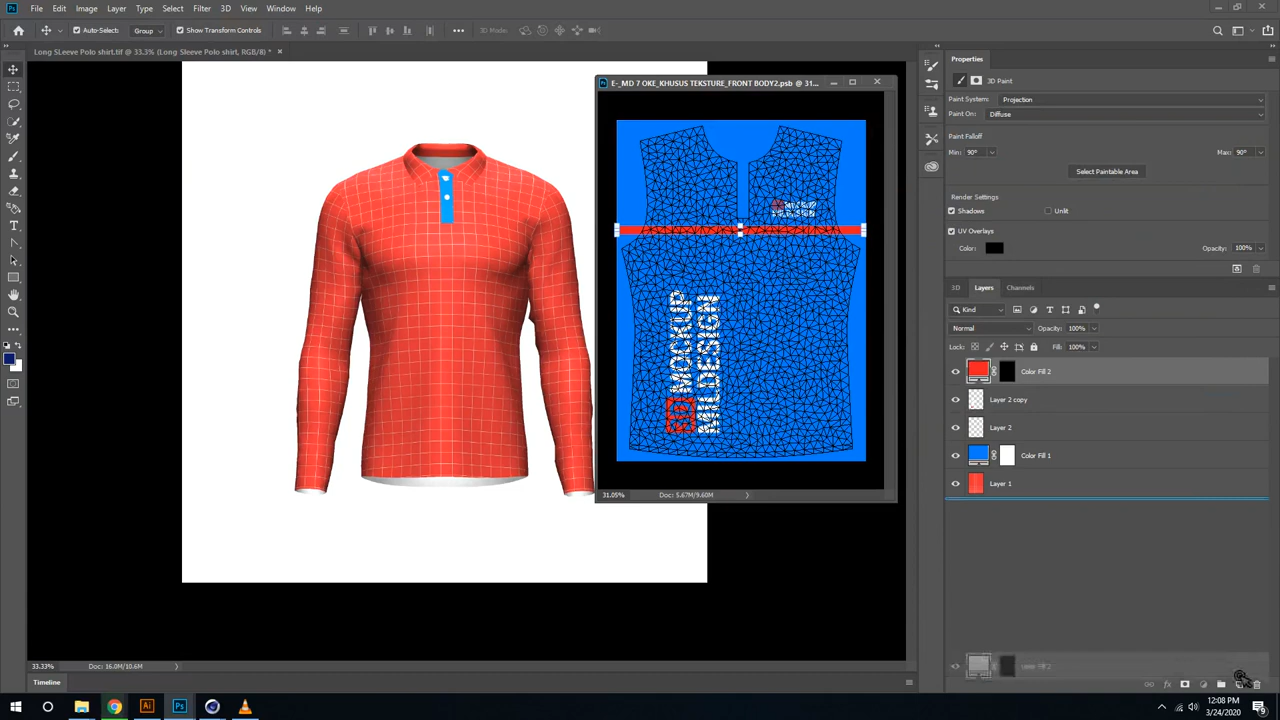 File Edit Image Layer Type Select Filter 3D View Window Help
Auto-Select: Group Show Transform Controls 3D Mode:
Long SLeeve Polo shirt.tif @ 33.3% (Long Sleeve Polo shirt, RGB/8) *
E-_MD 7 OKE_KHUSUS TEKSTURE_FRONT BODY2.psb @ 31...
31.05% Doc: 5.67M/9.60M
33.33% Doc: 16.0M/10.6M
Timeline
Properties
3D Paint
Paint System: Projection
Paint On: Diffuse
Paint Falloff
Min: 90° Max: 90°
Select Paintable Area
Render Settings
Shadows Unlit
UV Overlays
Color: Opacity: 100%
3D Layers Channels
Kind
Normal Opacity: 100%
Lock: Fill: 100%
Color Fill 2
Layer 2 copy
Layer 2
Color Fill 1
Layer 1
12:08 PM
3/24/2020